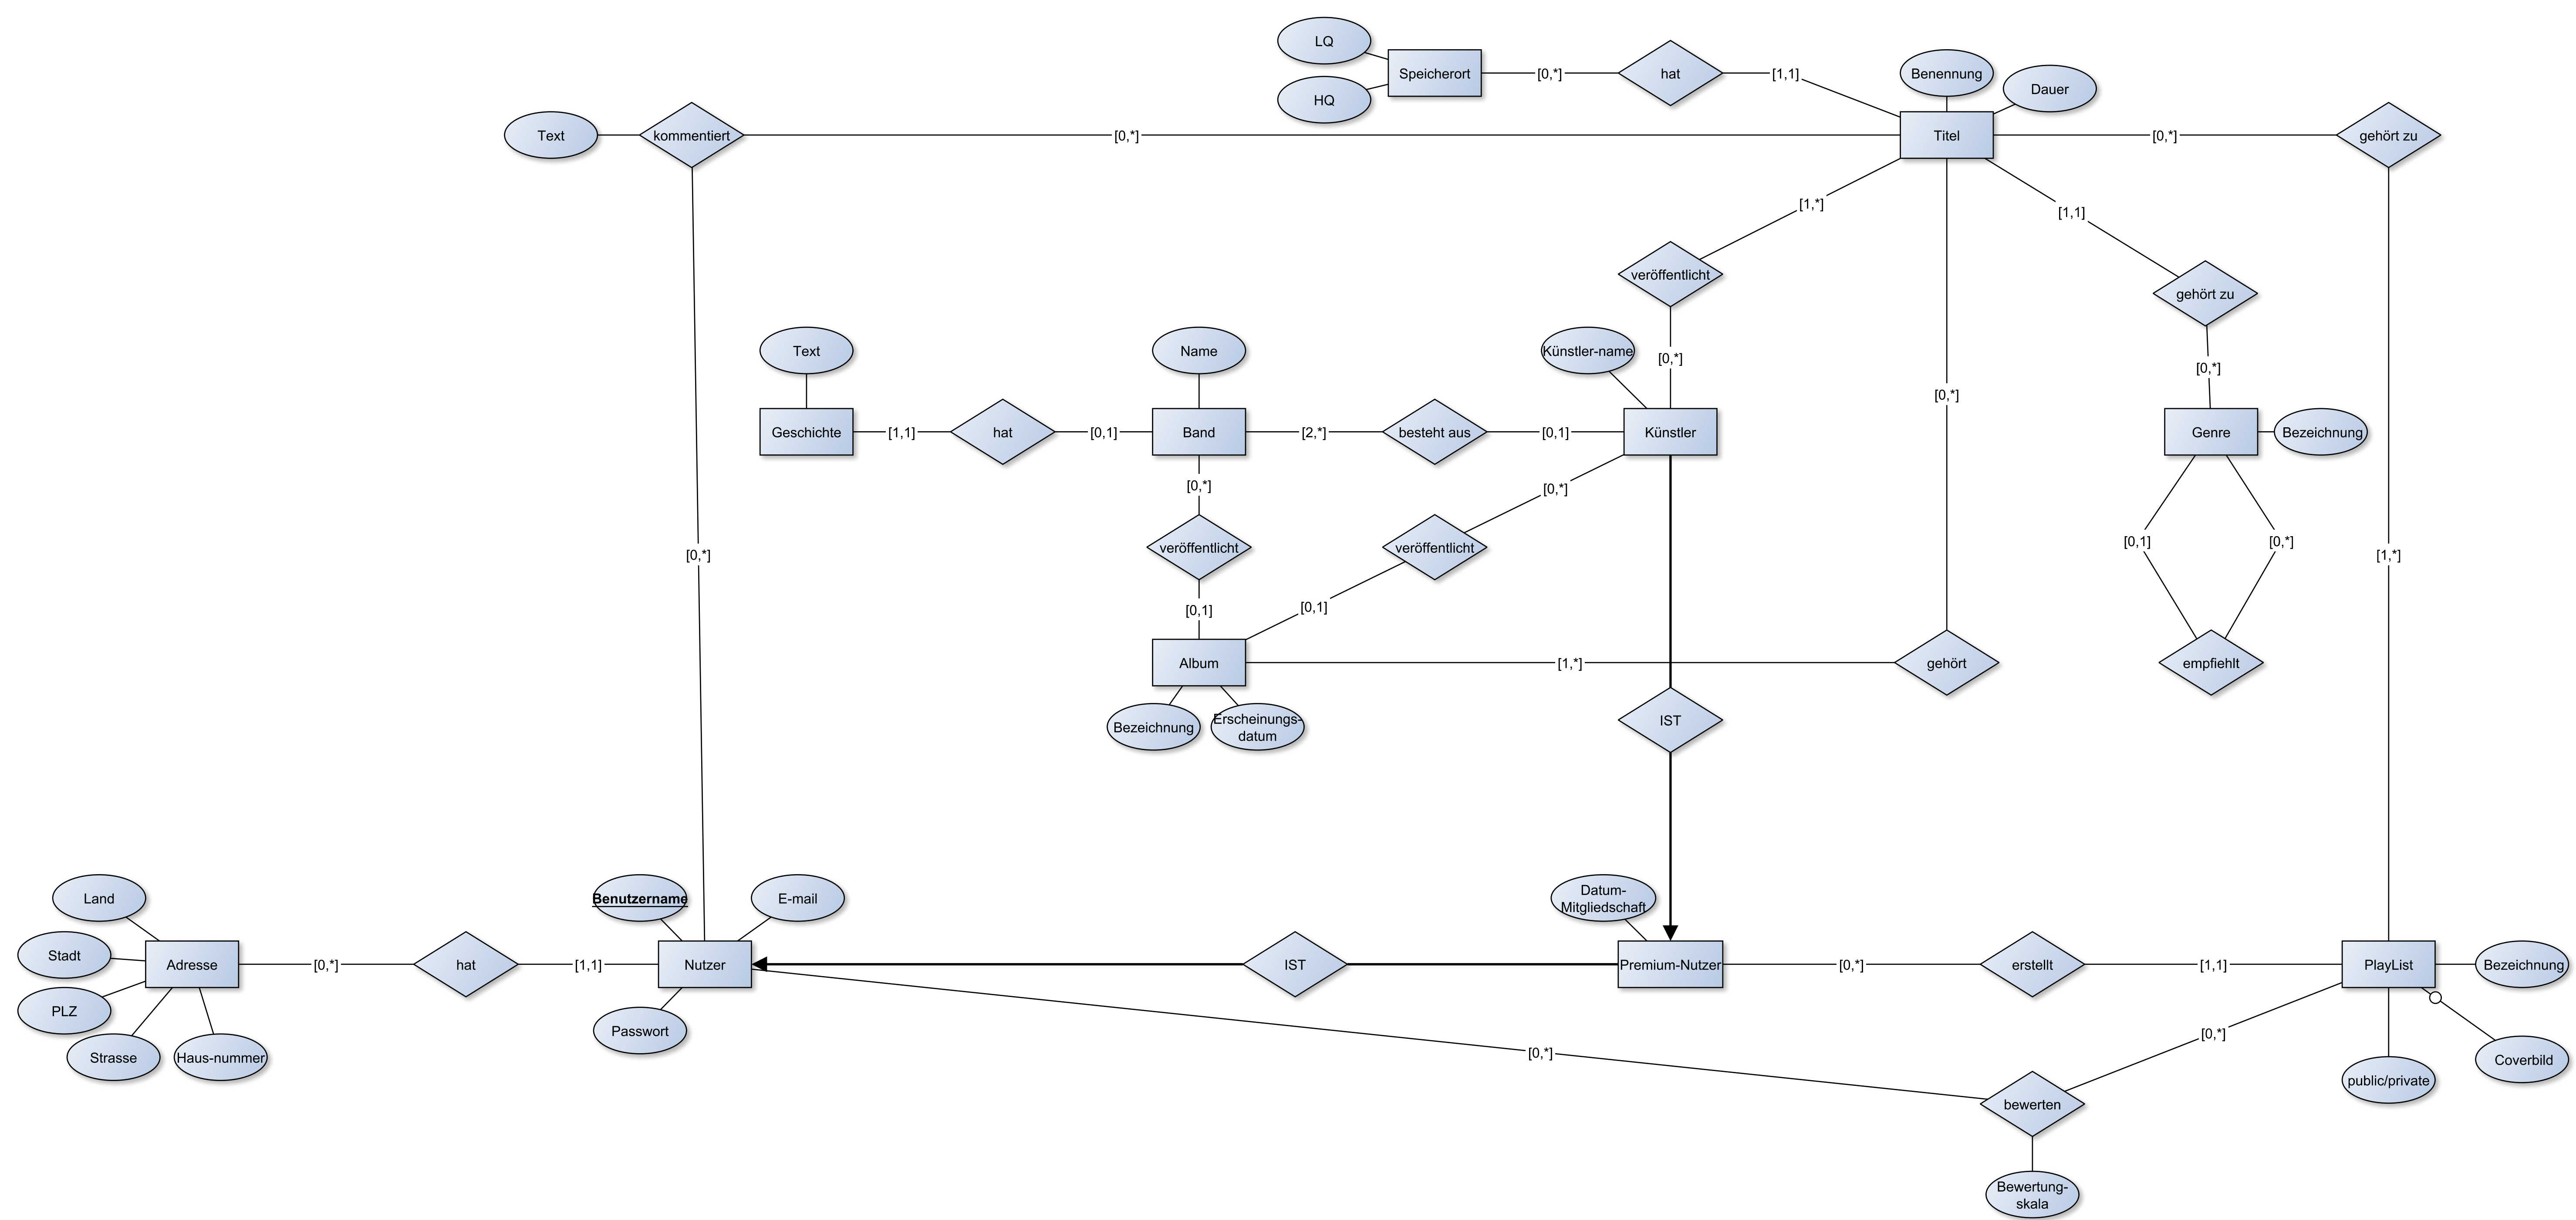 LQ
Speicherort
[0,*]
hat
[1,1]
HQ
Benennung
Dauer
Text
kommentiert
[0,*]
Titel
[0,*]
gehört zu
[1,*]
[1,1]
veröffentlicht
gehört zu
Text
Name
Künstler-name
[0,*]
[0,*]
[0,*]
Geschichte
[1,1]
hat
[0,1]
Band
[2,*]
besteht aus
[0,1]
Künstler
Genre
Bezeichnung
[0,*]
[0,*]
veröffentlicht
veröffentlicht
[0,1]
[0,*]
[0,*]
[1,*]
[0,1]
[0,1]
Album
[1,*]
gehört
empfiehlt
Bezeichnung
Erscheinungs-
datum
IST
Land
Benutzername
E-mail
Datum-
Mitgliedschaft
Stadt
Adresse
[0,*]
hat
[1,1]
Nutzer
IST
Premium-Nutzer
[0,*]
erstellt
[1,1]
PlayList
Bezeichnung
PLZ
Passwort
Strasse
Haus-nummer
[0,*]
[0,*]
Coverbild
public/private
bewerten
Bewertung-
skala